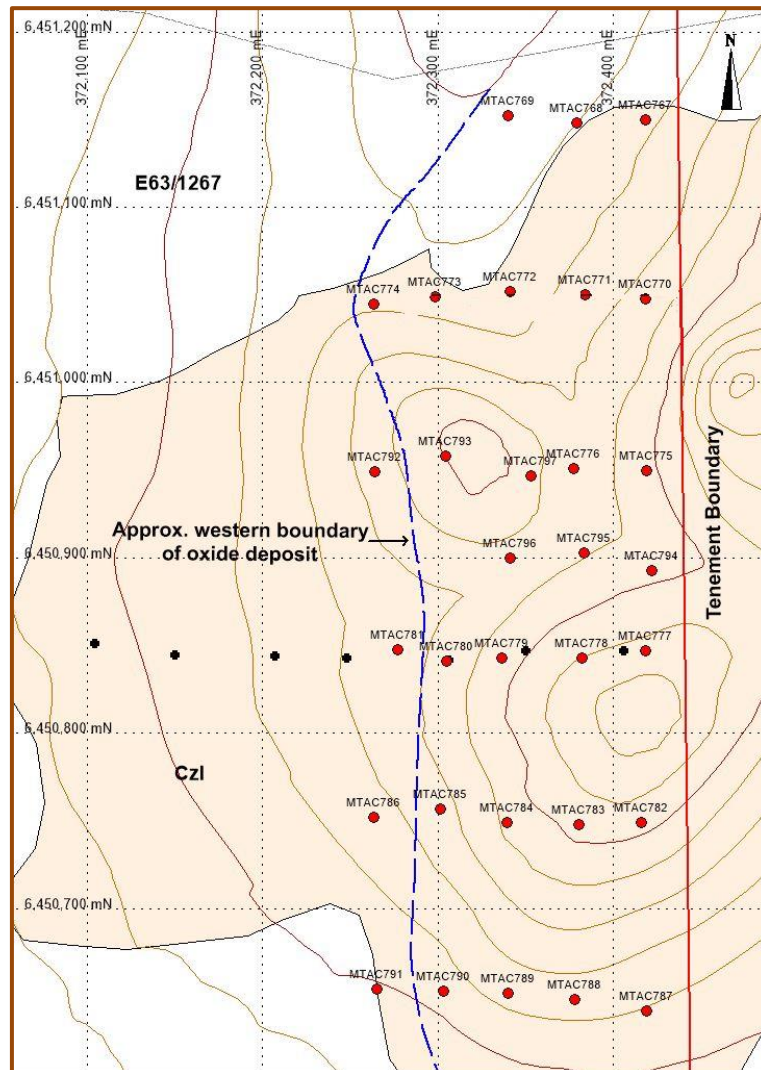 6,451,200 mN
372,100 mE
372,200 mE
372,300 mE
372,400 mE
N
MTAC769
MTAC768
MTAC767
E63/1267
6,451,100 mN
MTAC774
MTAC773
MTAC772
MTAC771
MTAC770
6,451,000 mN
MTAC792
MTAC793
MTAC797
MTAC776
MTAC775
Tenement Boundary
Approx. western boundary
of oxide deposit
6,450,900 mN
MTAC796
MTAC795
MTAC794
MTAC781
MTAC780
MTAC779
MTAC778
MTAC777
6,450,800 mN
Czl
MTAC786
MTAC785
MTAC784
MTAC783
MTAC782
6,450,700 mN
MTAC791
MTAC790
MTAC789
MTAC788
MTAC787